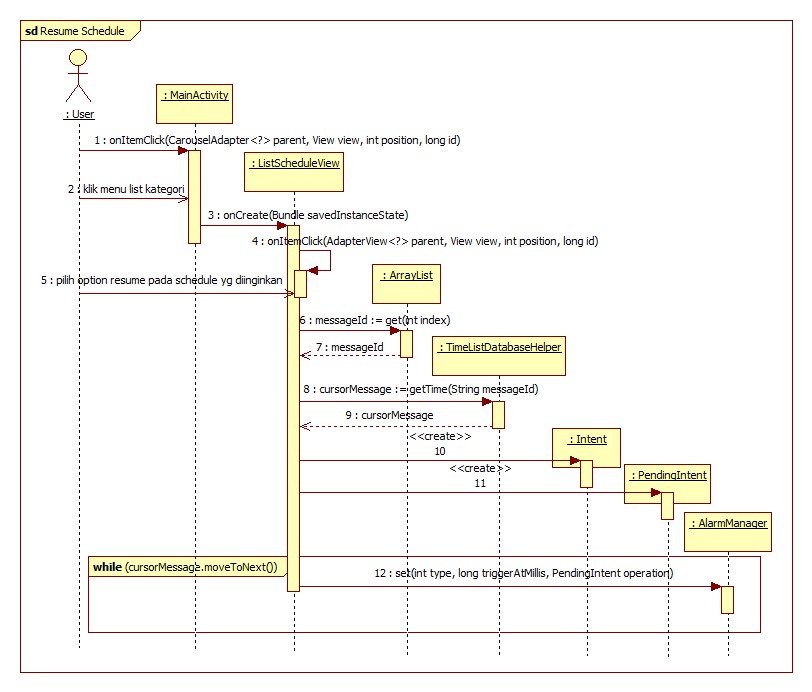 sd Resume Schedule
: User
: MainActivity
1 : onItemClick(CarouselAdapter<?> parent, View view, int position, long id)
: ListScheduleView
2 : klik menu list kategori
3 : onCreate(Bundle savedInstanceState)
4 : onItemClick(AdapterView<?> parent, View view, int position, long id)
: ArrayList
5 : pilih option resume pada schedule yg diinginkan
6 : messageId := get(int index)
7 : messageId
: TimeListDatabaseHelper
8 : cursorMessage := getTime(String messageId)
9 : cursorMessage
<<create>>
10
: Intent
<<create>>
11
: PendingIntent
: AlarmManager
while (cursorMessage.moveToNext())
12 : set(int type, long triggerAtMillis, PendingIntent operation)